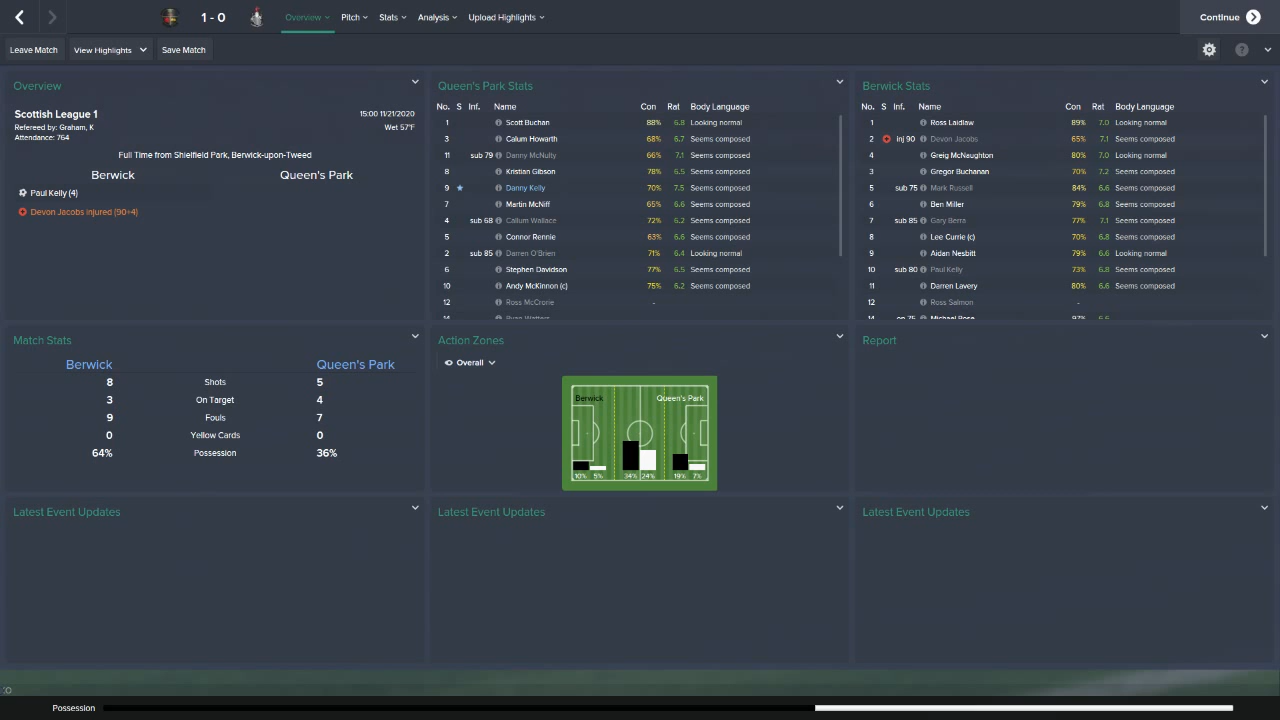 1 - 0 Overview Pitch Stats Analysis Upload Highlights Continue
Leave Match View Highlights Save Match
Overview
Scottish League 1 15:00 11/21/2020
Refereed by: Graham, K Wet 57°F
Attendance: 764
Full Time from Shielfield Park, Berwick-upon-Tweed
Berwick Queen's Park
Paul Kelly (4)
Devon Jacobs injured (90+4)
Queen's Park Stats
No. S Inf. Name Con Rat Body Language
1 Scott Buchan 88% 6.8 Looking normal
3 Calum Howarth 68% 6.7 Seems composed
11 sub 79 Danny McNulty 66% 7.1 Seems composed
8 Kristian Gibson 78% 6.5 Seems composed
9 Danny Kelly 70% 7.5 Seems composed
7 Martin McNiff 65% 6.6 Seems composed
4 sub 68 Callum Wallace 72% 6.2 Seems composed
5 Connor Rennie 63% 6.6 Seems composed
2 sub 85 Darren O'Brien 71% 6.4 Looking normal
6 Stephen Davidson 77% 6.5 Seems composed
10 Andy McKinnon (c) 75% 6.2 Seems composed
12 Ross McCrorie -
14 Ryan Watters
Berwick Stats
No. S Inf. Name Con Rat Body Language
1 Ross Laidlaw 89% 7.0 Looking normal
2 inj 90 Devon Jacobs 65% 7.1 Seems composed
4 Greig McNaughton 80% 7.0 Looking normal
3 Gregor Buchanan 70% 7.2 Seems composed
5 sub 75 Mark Russell 84% 6.6 Seems composed
6 Ben Miller 79% 6.8 Seems composed
7 sub 85 Gary Berra 77% 7.1 Seems composed
8 Lee Currie (c) 70% 6.8 Seems composed
9 Aidan Nesbitt 79% 6.6 Looking normal
10 sub 80 Paul Kelly 73% 6.8 Seems composed
11 Darren Lavery 80% 6.6 Seems composed
12 Ross Salmon -
14 on 75 Michael Rose 97% 6.6
Match Stats
Berwick Queen's Park
8 Shots 5
3 On Target 4
9 Fouls 7
0 Yellow Cards 0
64% Possession 36%
Action Zones
Overall
Berwick Queen's Park
10% 5% 34% 24% 19% 7%
Report
Latest Event Updates
Latest Event Updates
Latest Event Updates
Possession